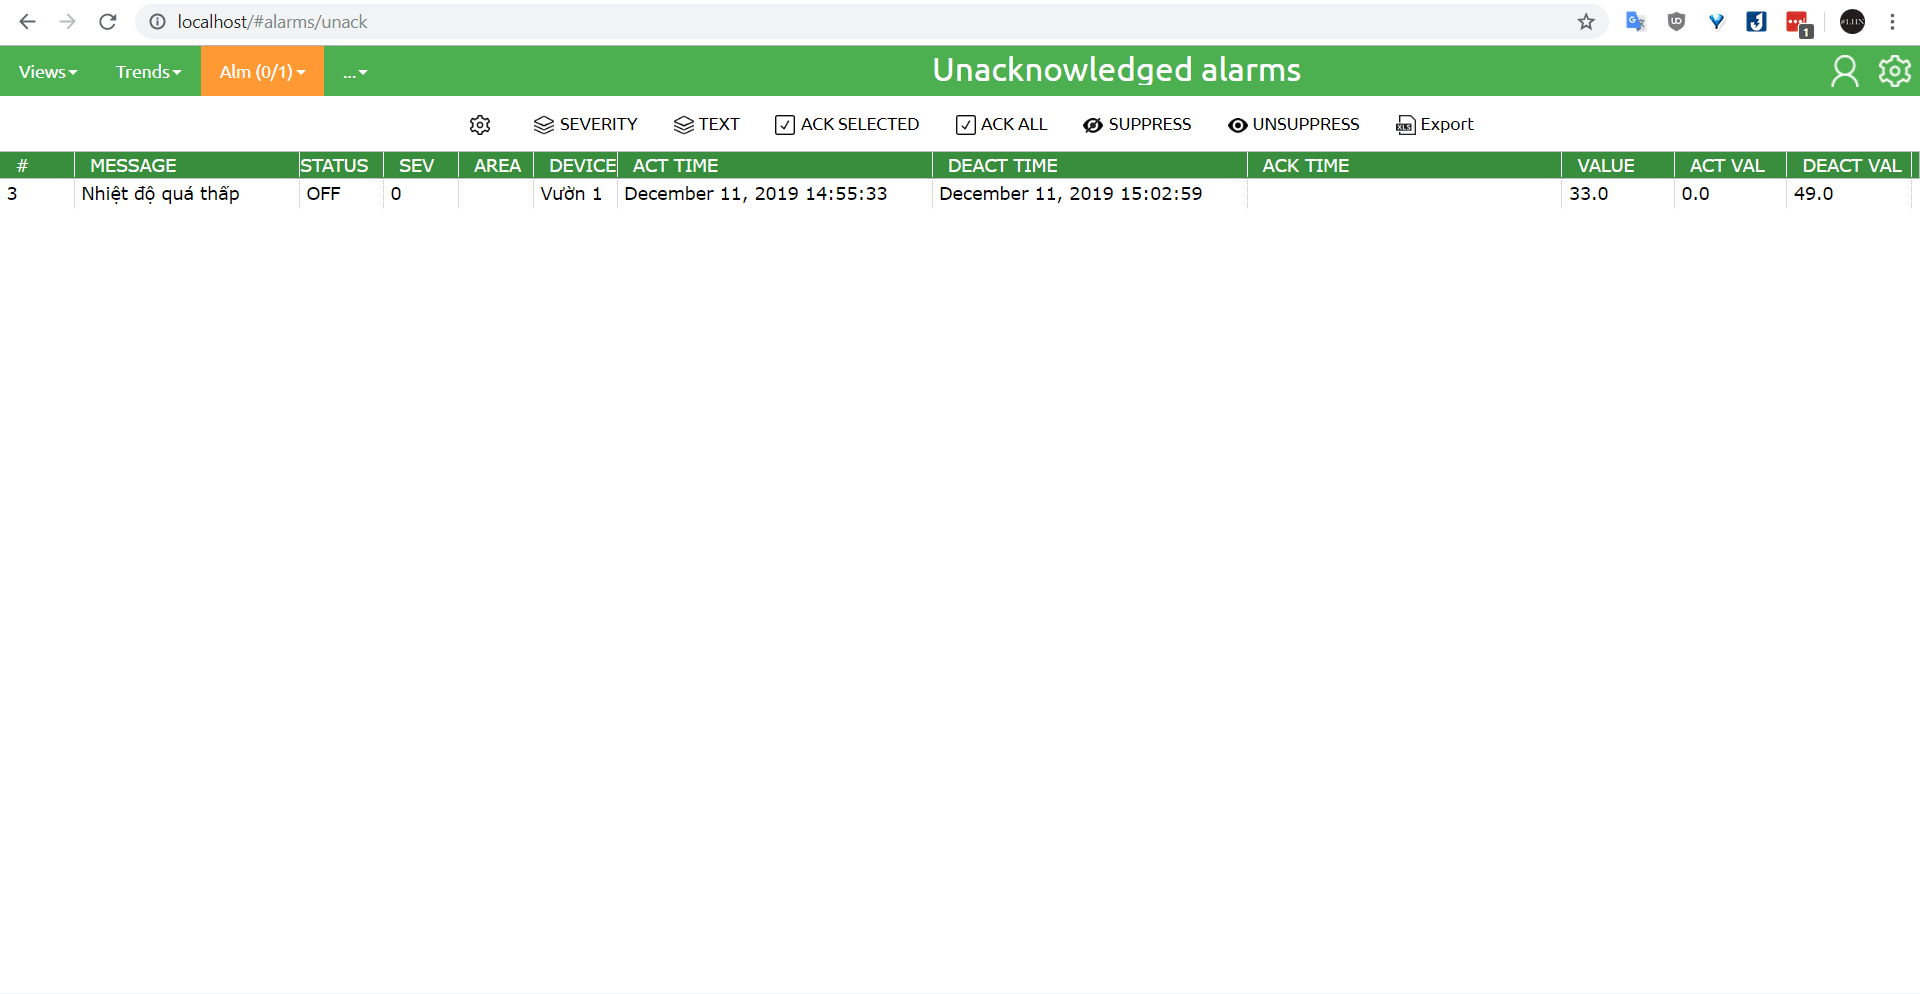 localhost/#alarms/unack
1
#LHN
Views Trends Alm (0/1) ... Unacknowledged alarms
SEVERITY TEXT ACK SELECTED ACK ALL SUPPRESS UNSUPPRESS XLS Export
# MESSAGE STATUS SEV AREA DEVICE ACT TIME DEACT TIME ACK TIME VALUE ACT VAL DEACT VAL
3 Nhiệt độ quá thấp OFF 0 Vườn 1 December 11, 2019 14:55:33 December 11, 2019 15:02:59 33.0 0.0 49.0